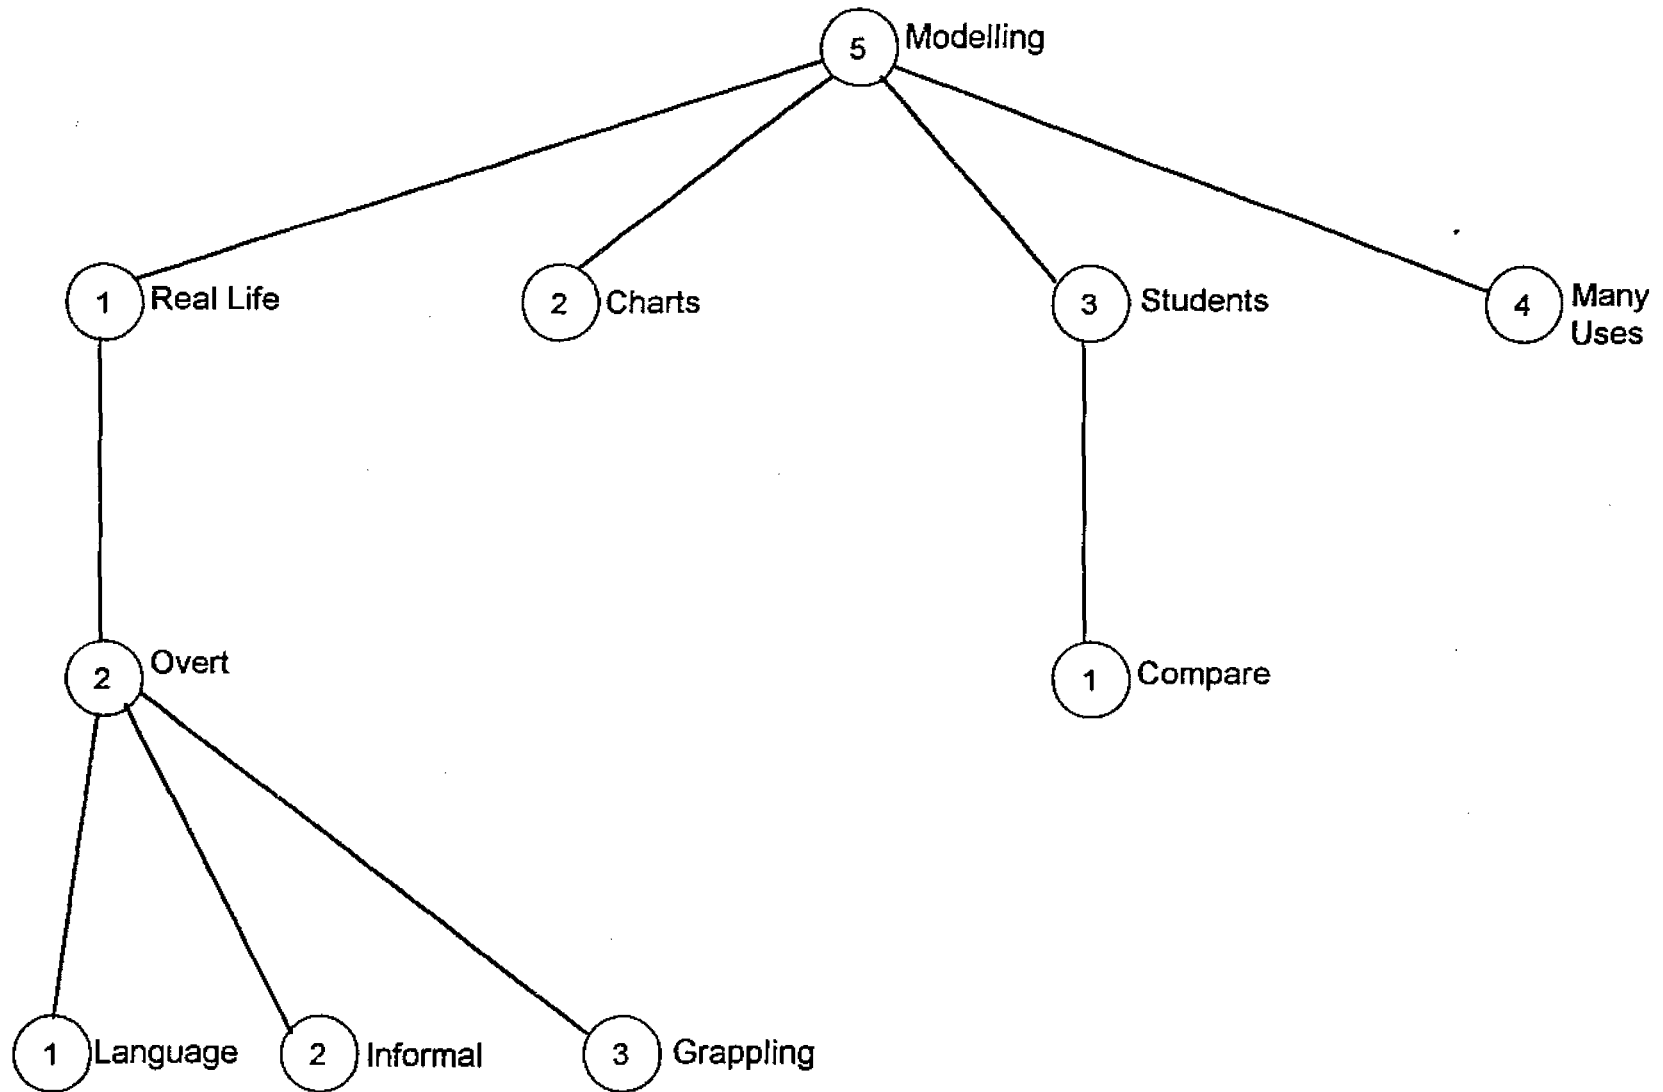 5 Modelling
1 Real Life
2 Charts
3 Students
4 Many
Uses
2 Overt
1 Compare
1 Language
2 Informal
3 Grappling